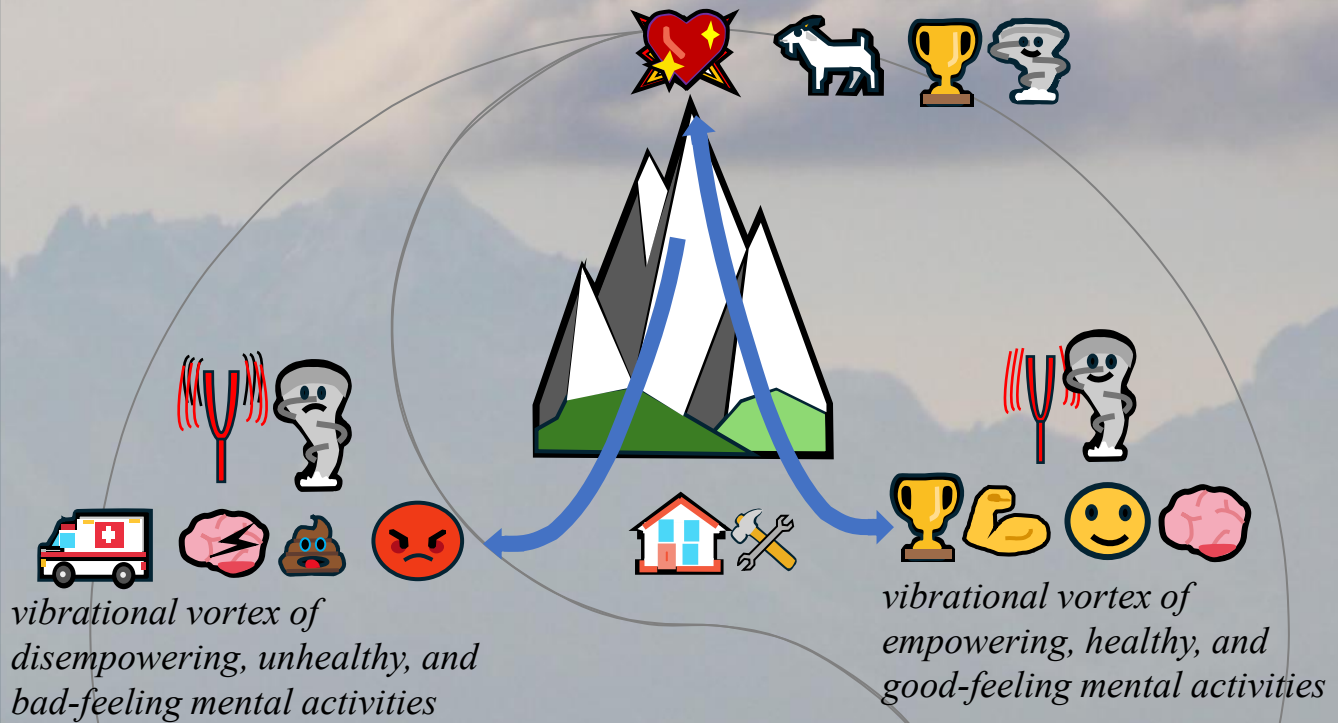 vibrational vortex of
disempowering, unhealthy, and
bad-feeling mental activities
vibrational vortex of
empowering, healthy, and
good-feeling mental activities